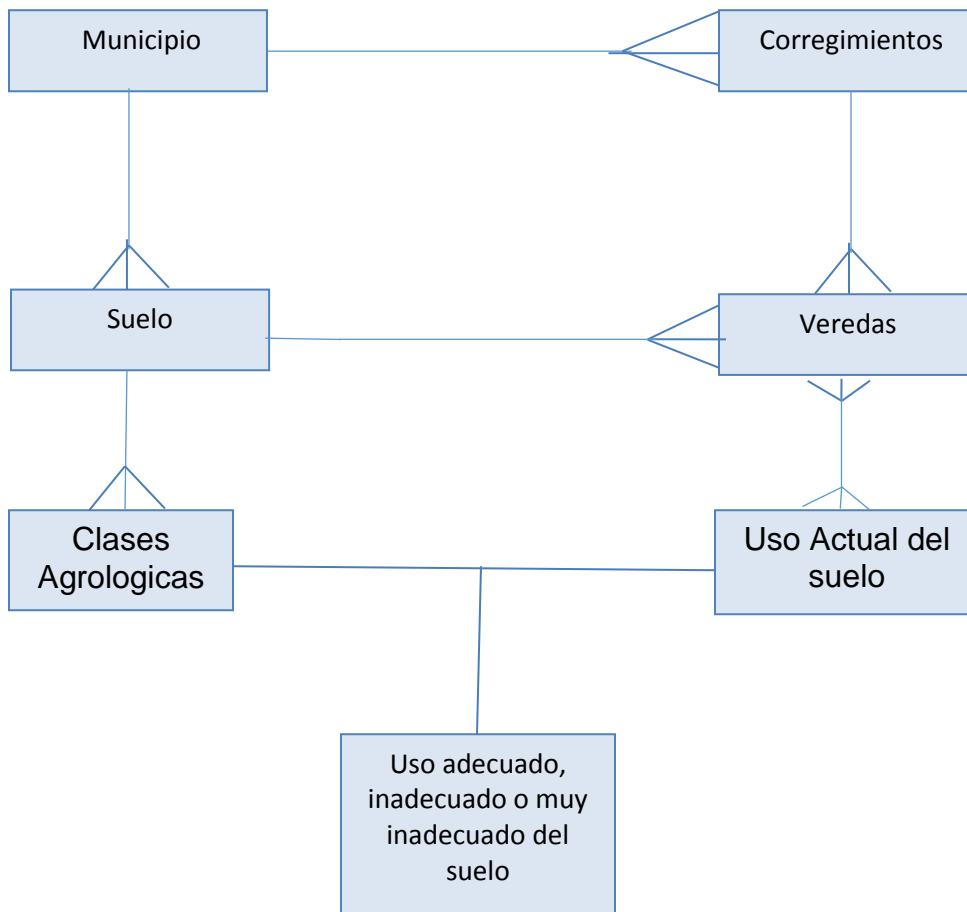 Municipio
Corregimientos
Suelo
Veredas
Clases
Agrologicas
Uso Actual del
suelo
Uso adecuado,
inadecuado o muy
inadecuado del
suelo